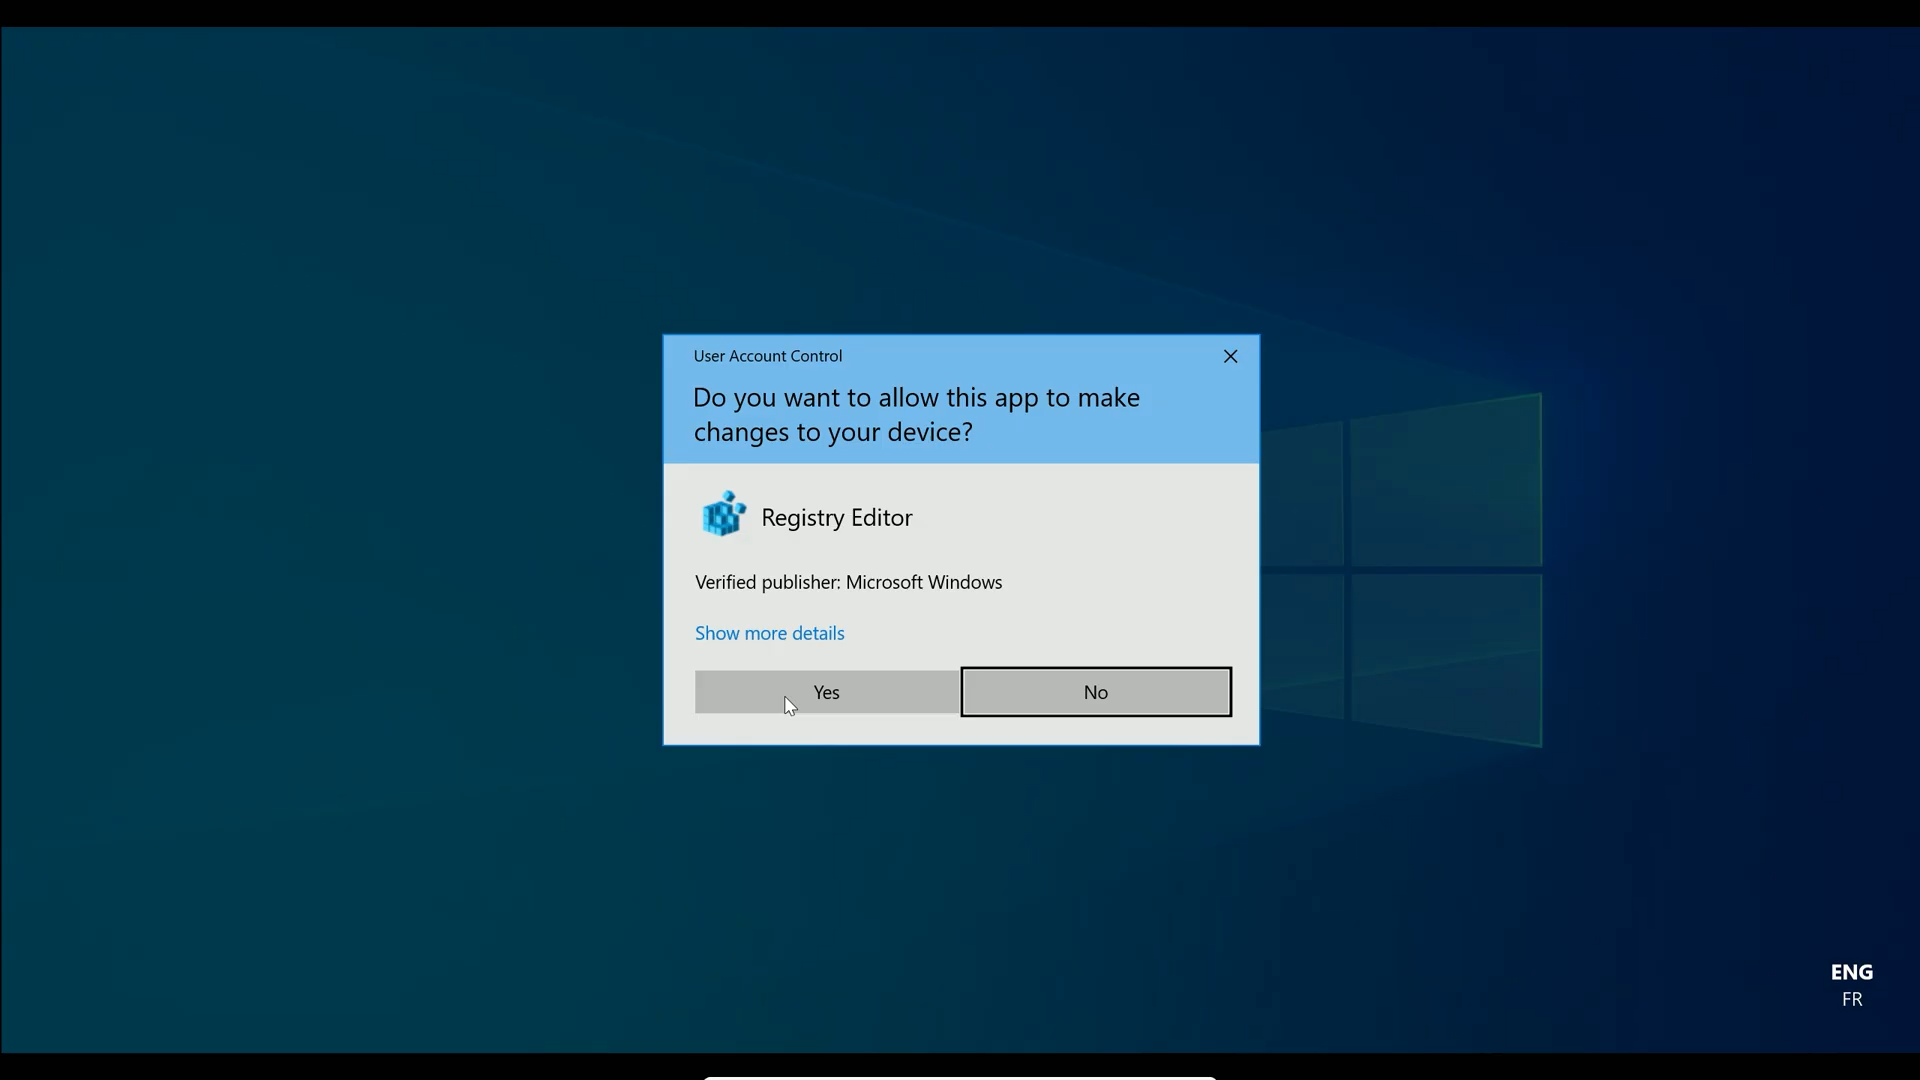 User Account Control
Do you want to allow this app to make
changes to your device?
Registry Editor
Verified publisher: Microsoft Windows
Show more details
Yes
No
ENG
FR